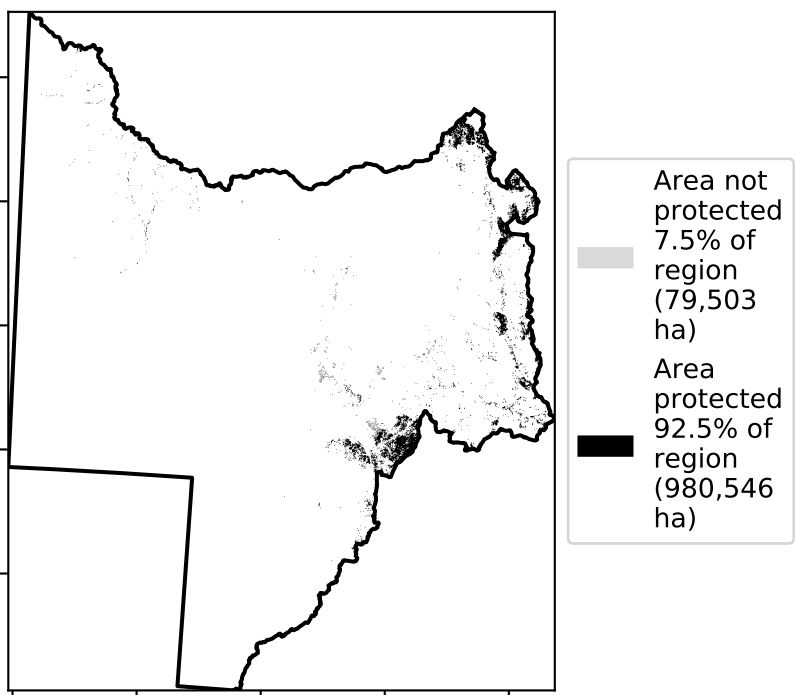 Area not
protected
7.5% of
region
(79,503
ha)
Area
protected
92.5% of
region
(980,546
ha)